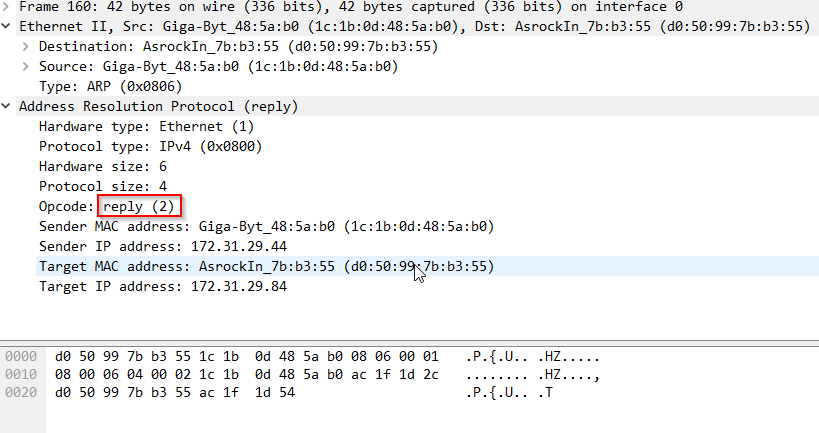 Frame 160: 42 bytes on wire (336 bits), 42 bytes captured (336 bits) on interface 0
Ethernet II, Src: Giga-Byt_48:5a:b0 (1c:1b:0d:48:5a:b0), Dst: AsrockIn_7b:b3:55 (d0:50:99:7b:b3:55)
Destination: AsrockIn_7b:b3:55 (d0:50:99:7b:b3:55)
Source: Giga-Byt_48:5a:b0 (1c:1b:0d:48:5a:b0)
Type: ARP (0x0806)
Address Resolution Protocol (reply)
Hardware type: Ethernet (1)
Protocol type: IPv4 (0x0800)
Hardware size: 6
Protocol size: 4
Opcode: reply (2)
Sender MAC address: Giga-Byt_48:5a:b0 (1c:1b:0d:48:5a:b0)
Sender IP address: 172.31.29.44
Target MAC address: AsrockIn_7b:b3:55 (d0:50:99:7b:b3:55)
Target IP address: 172.31.29.84
0000 d0 50 99 7b b3 55 1c 1b 0d 48 5a b0 08 06 00 01 .P.{.U.. .HZ.....
0010 08 00 06 04 00 02 1c 1b 0d 48 5a b0 ac 1f 1d 2c ........ .HZ....,
0020 d0 50 99 7b b3 55 ac 1f 1d 54 .P.{.U.. .T